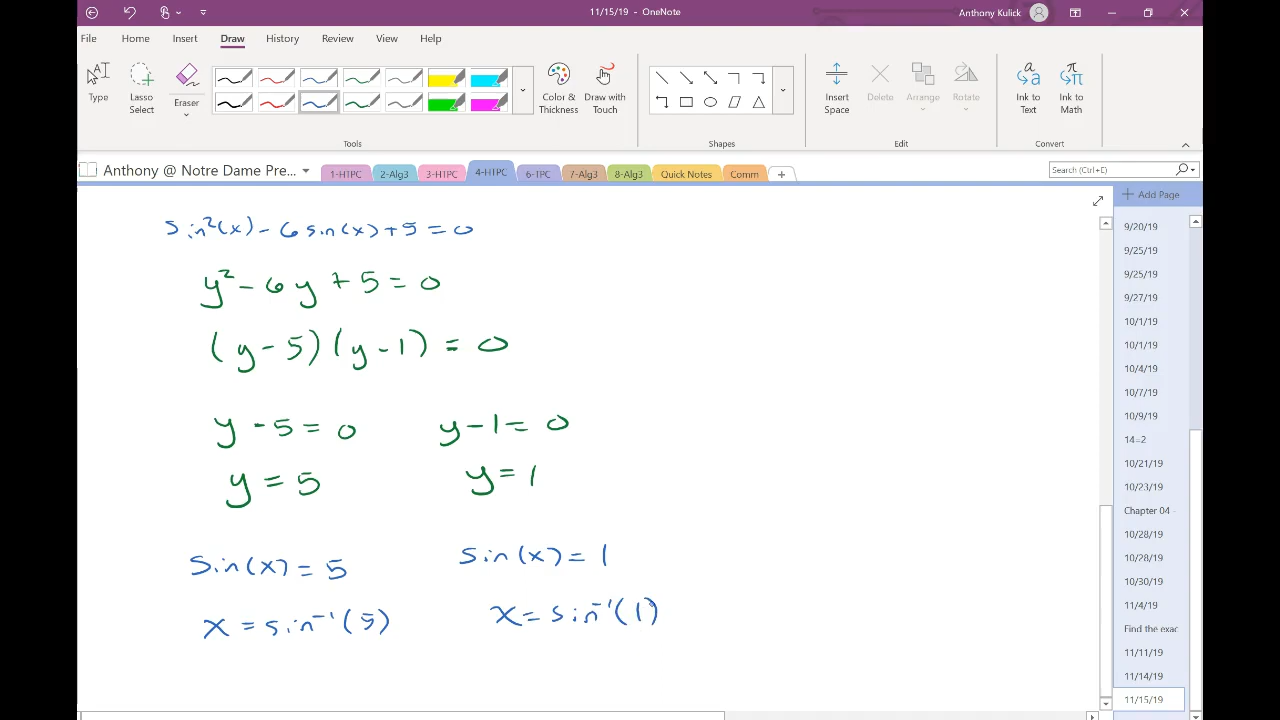 11/15/19 - OneNote
Anthony Kulick
File Home Insert Draw History Review View Help
Type
Lasso Select
Eraser
Color & Thickness
Draw with Touch
Insert Space
Delete
Arrange
Rotate
Ink to Text
Ink to Math
Tools
Shapes
Edit
Convert
Anthony @ Notre Dame Pre...
1-HTPC 2-Alg3 3-HTPC 4-HTPC 6-TPC 7-Alg3 8-Alg3 Quick Notes Comm
Search (Ctrl+E)
Add Page
9/20/19
9/25/19
9/25/19
9/27/19
10/1/19
10/1/19
10/4/19
10/7/19
10/9/19
14=2
10/21/19
10/23/19
Chapter 04 -
10/28/19
10/28/19
10/30/19
11/4/19
Find the exac
11/11/19
11/14/19
11/15/19
sin²(x) - 6 sin(x) + 5 = 0
y² - 6y + 5 = 0
(y - 5)(y - 1) = 0
y - 5 = 0 y - 1 = 0
y = 5 y = 1
sin(x) = 5 sin(x) = 1
x = sin⁻¹(5) x = sin⁻¹(1)